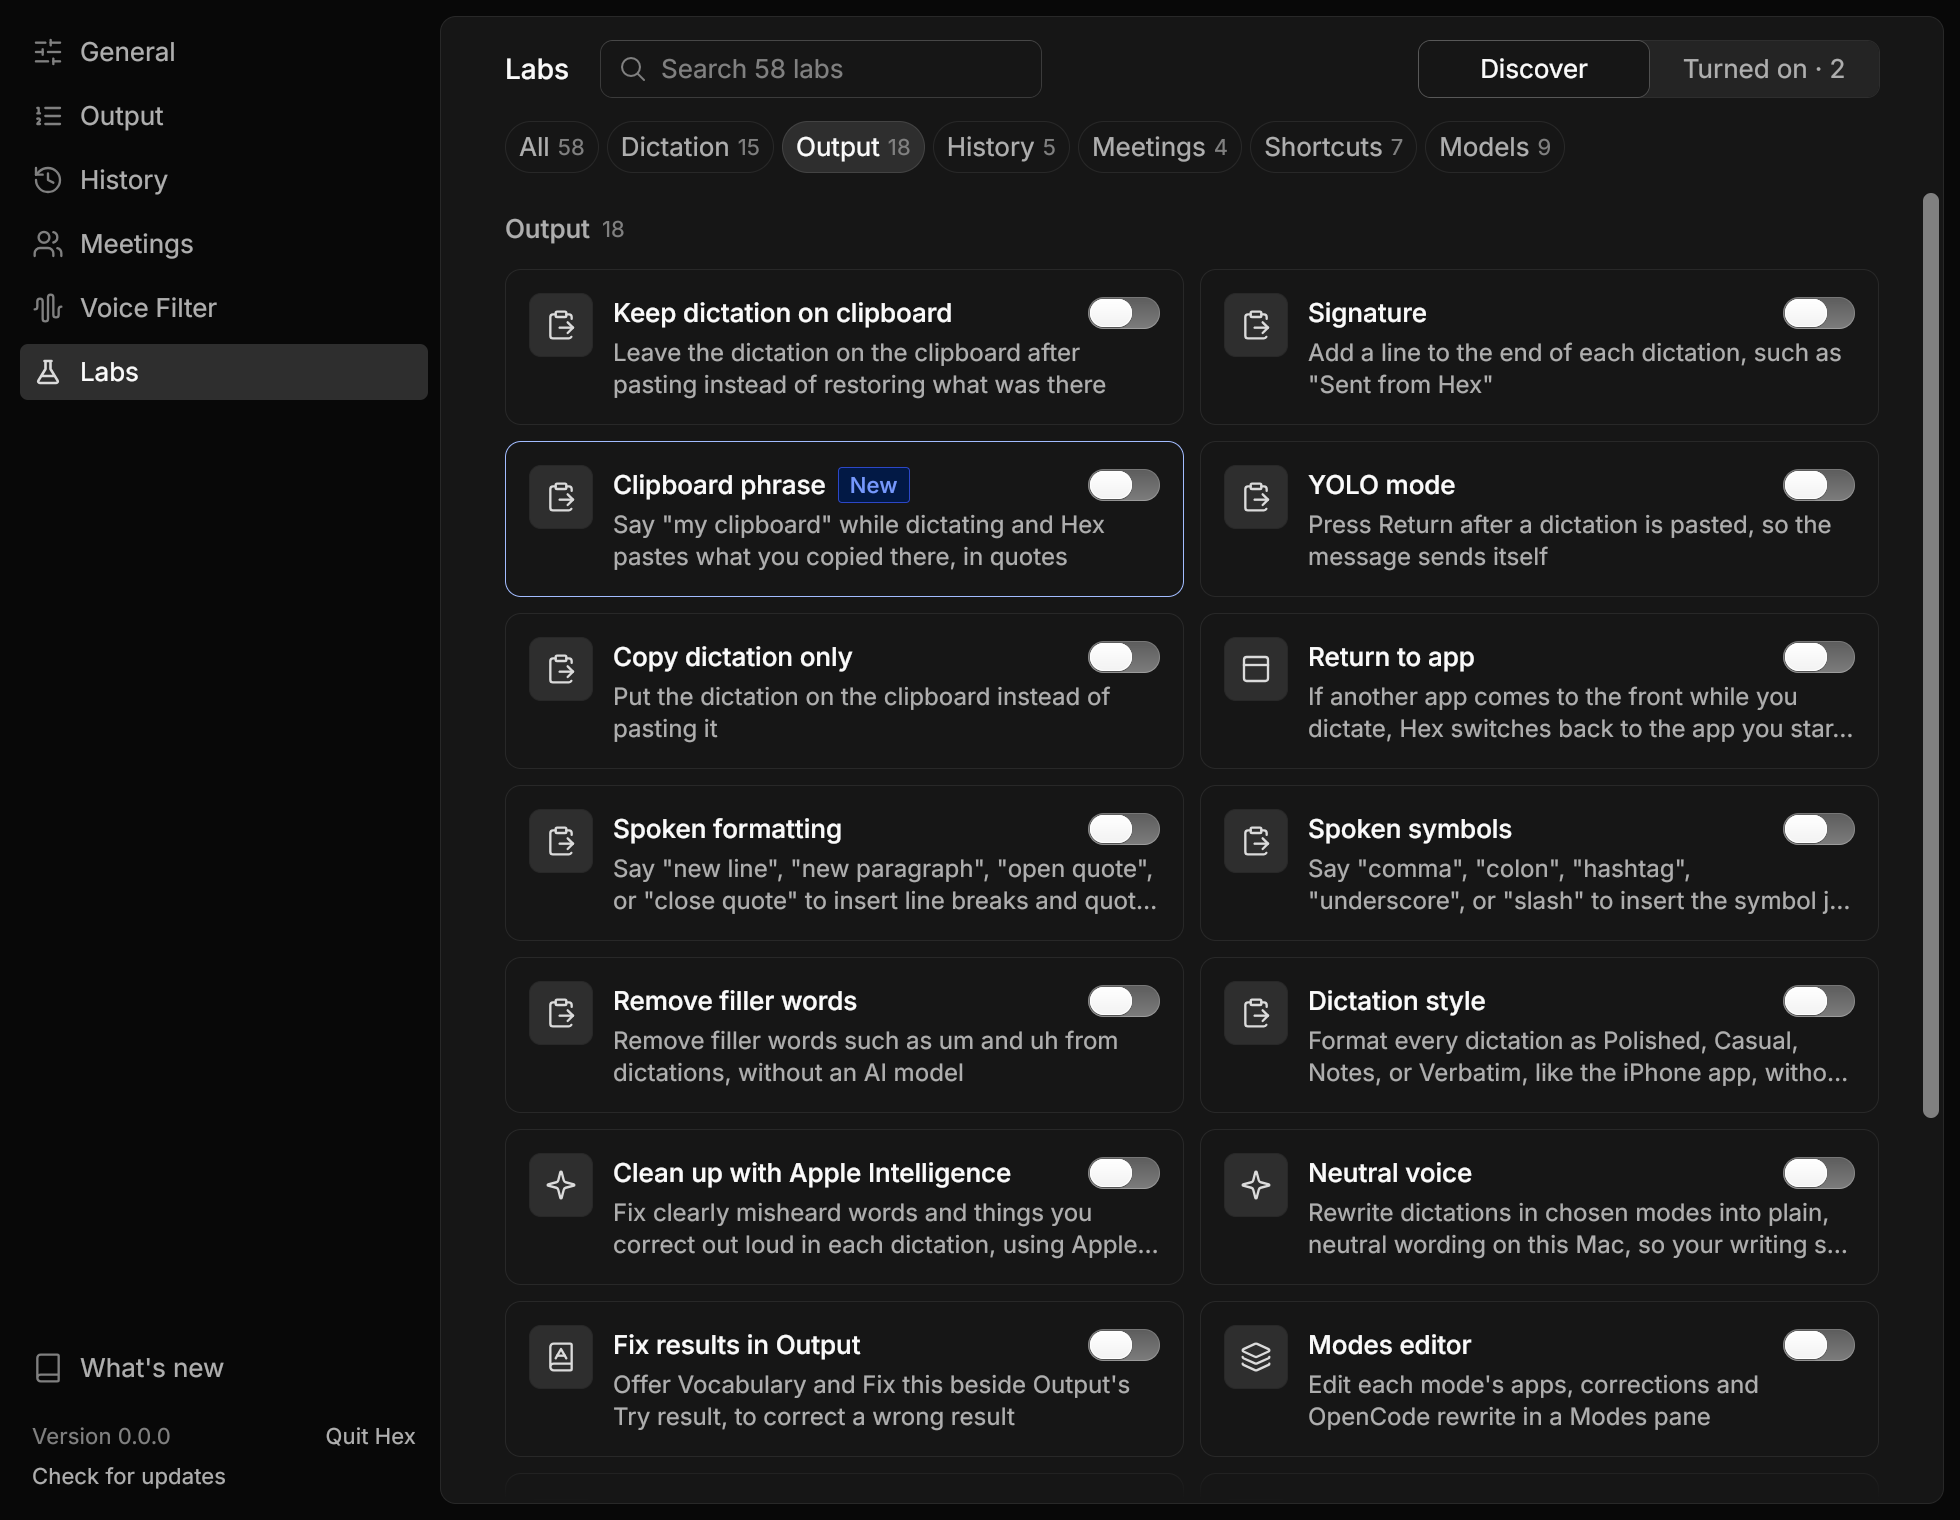 General
Output
History
Meetings
Voice Filter
Labs
What's new
Version 0.0.0
Quit Hex
Check for updates
Labs
Search 58 labs
Discover
Turned on · 2
All 58
Dictation 15
Output 18
History 5
Meetings 4
Shortcuts 7
Models 9
Output 18
Keep dictation on clipboard
Leave the dictation on the clipboard after
pasting instead of restoring what was there
Signature
Add a line to the end of each dictation, such as
"Sent from Hex"
Clipboard phrase New
Say "my clipboard" while dictating and Hex
pastes what you copied there, in quotes
YOLO mode
Press Return after a dictation is pasted, so the
message sends itself
Copy dictation only
Put the dictation on the clipboard instead of
pasting it
Return to app
If another app comes to the front while you
dictate, Hex switches back to the app you star...
Spoken formatting
Say "new line", "new paragraph", "open quote",
or "close quote" to insert line breaks and quot...
Spoken symbols
Say "comma", "colon", "hashtag",
"underscore", or "slash" to insert the symbol j...
Remove filler words
Remove filler words such as um and uh from
dictations, without an AI model
Dictation style
Format every dictation as Polished, Casual,
Notes, or Verbatim, like the iPhone app, witho...
Clean up with Apple Intelligence
Fix clearly misheard words and things you
correct out loud in each dictation, using Apple...
Neutral voice
Rewrite dictations in chosen modes into plain,
neutral wording on this Mac, so your writing s...
Fix results in Output
Offer Vocabulary and Fix this beside Output's
Try result, to correct a wrong result
Modes editor
Edit each mode's apps, corrections and
OpenCode rewrite in a Modes pane